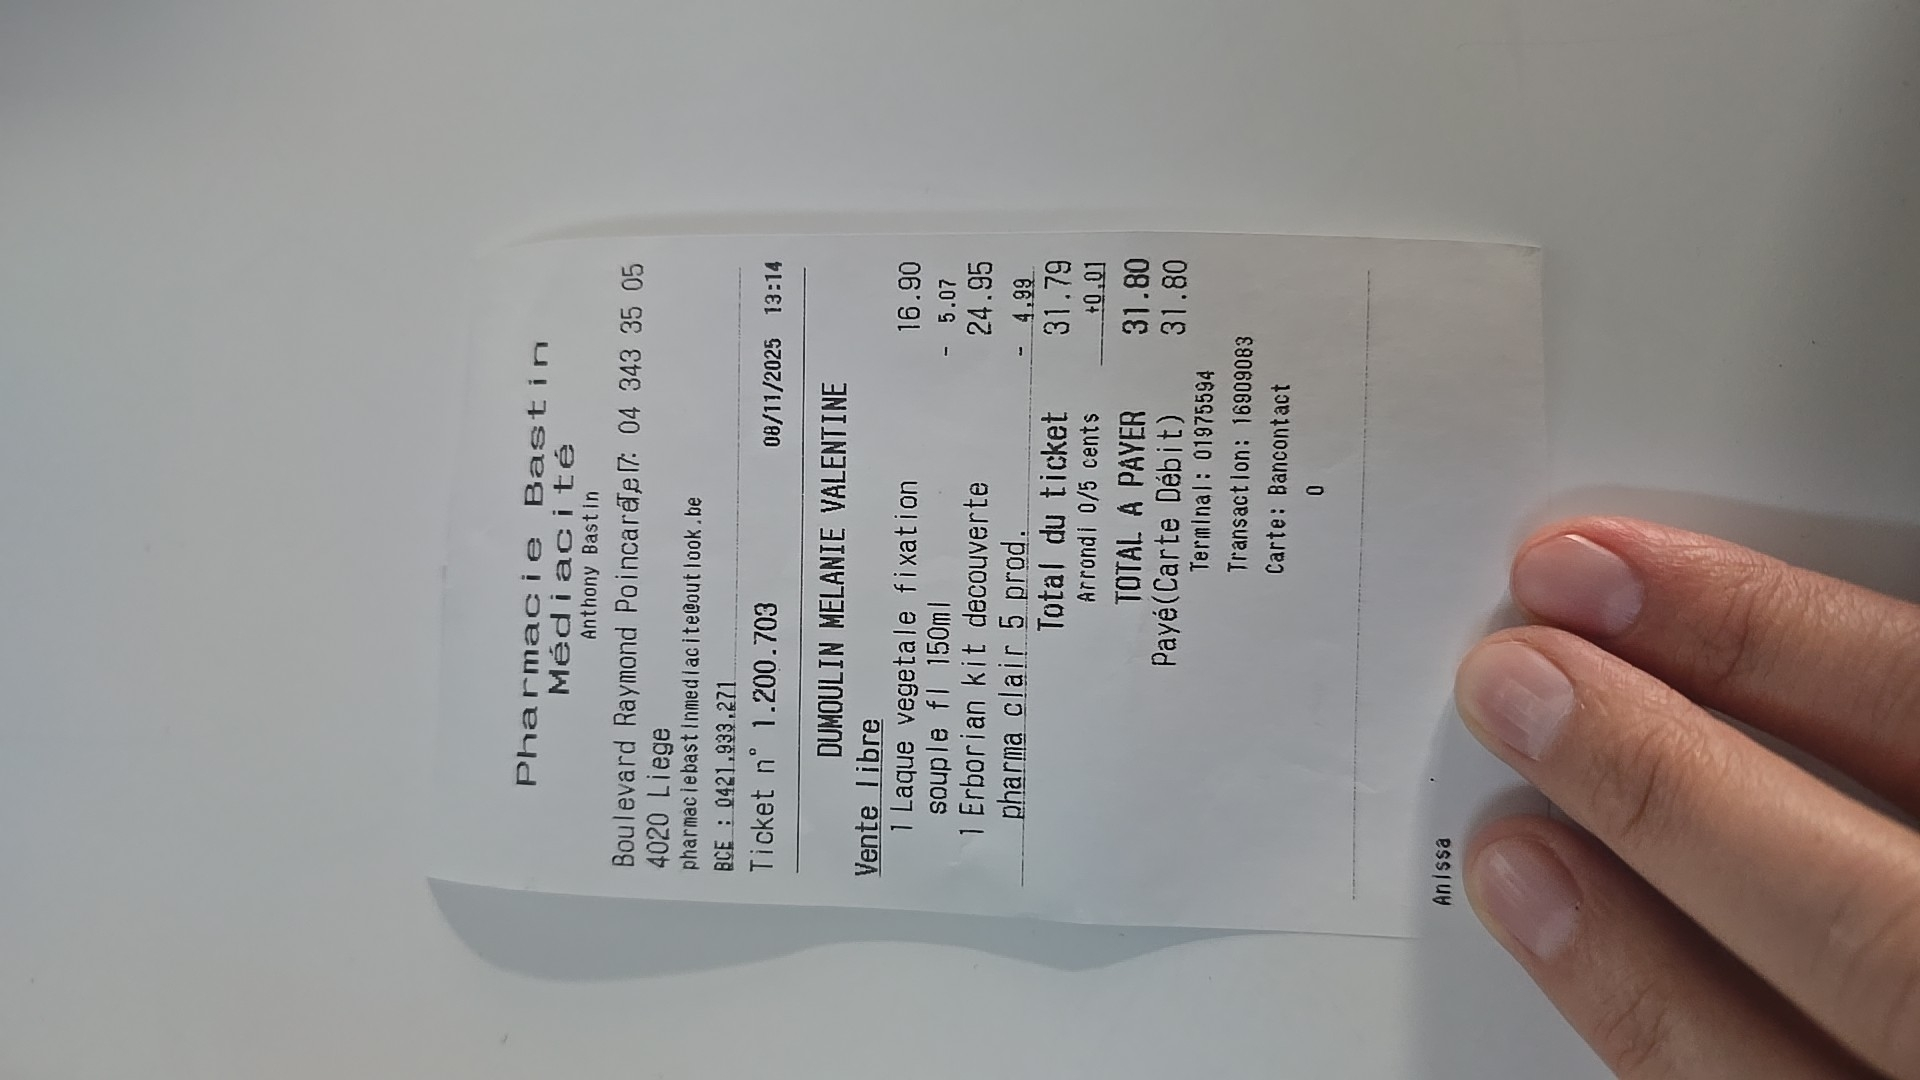 Pharmacie Bastin
Médiacité
Anthony Bastin
Boulevard Raymond Poincaré, 7: 04 343 35 05
4020 Liege
pharmaciebastinmediacite@outlook.be
BCE : 0421.933.271
Ticket n° 1.200.703 08/11/2025 13:14
DUMOULIN MELANIE VALENTINE
Vente libre
1 Laque vegetale fixation 16.90
souple fl 150ml - 5.07
1 Erborian kit decouverte 24.95
pharma clair 5 prod. - 4.99
Total du ticket 31.79
Arrondi 0/5 cents +0.01
TOTAL A PAYER 31.80
Payé(Carte Débit) 31.80
Terminal: 01975594
Transaction: 16909083
Carte: Bancontact
0
Anissa